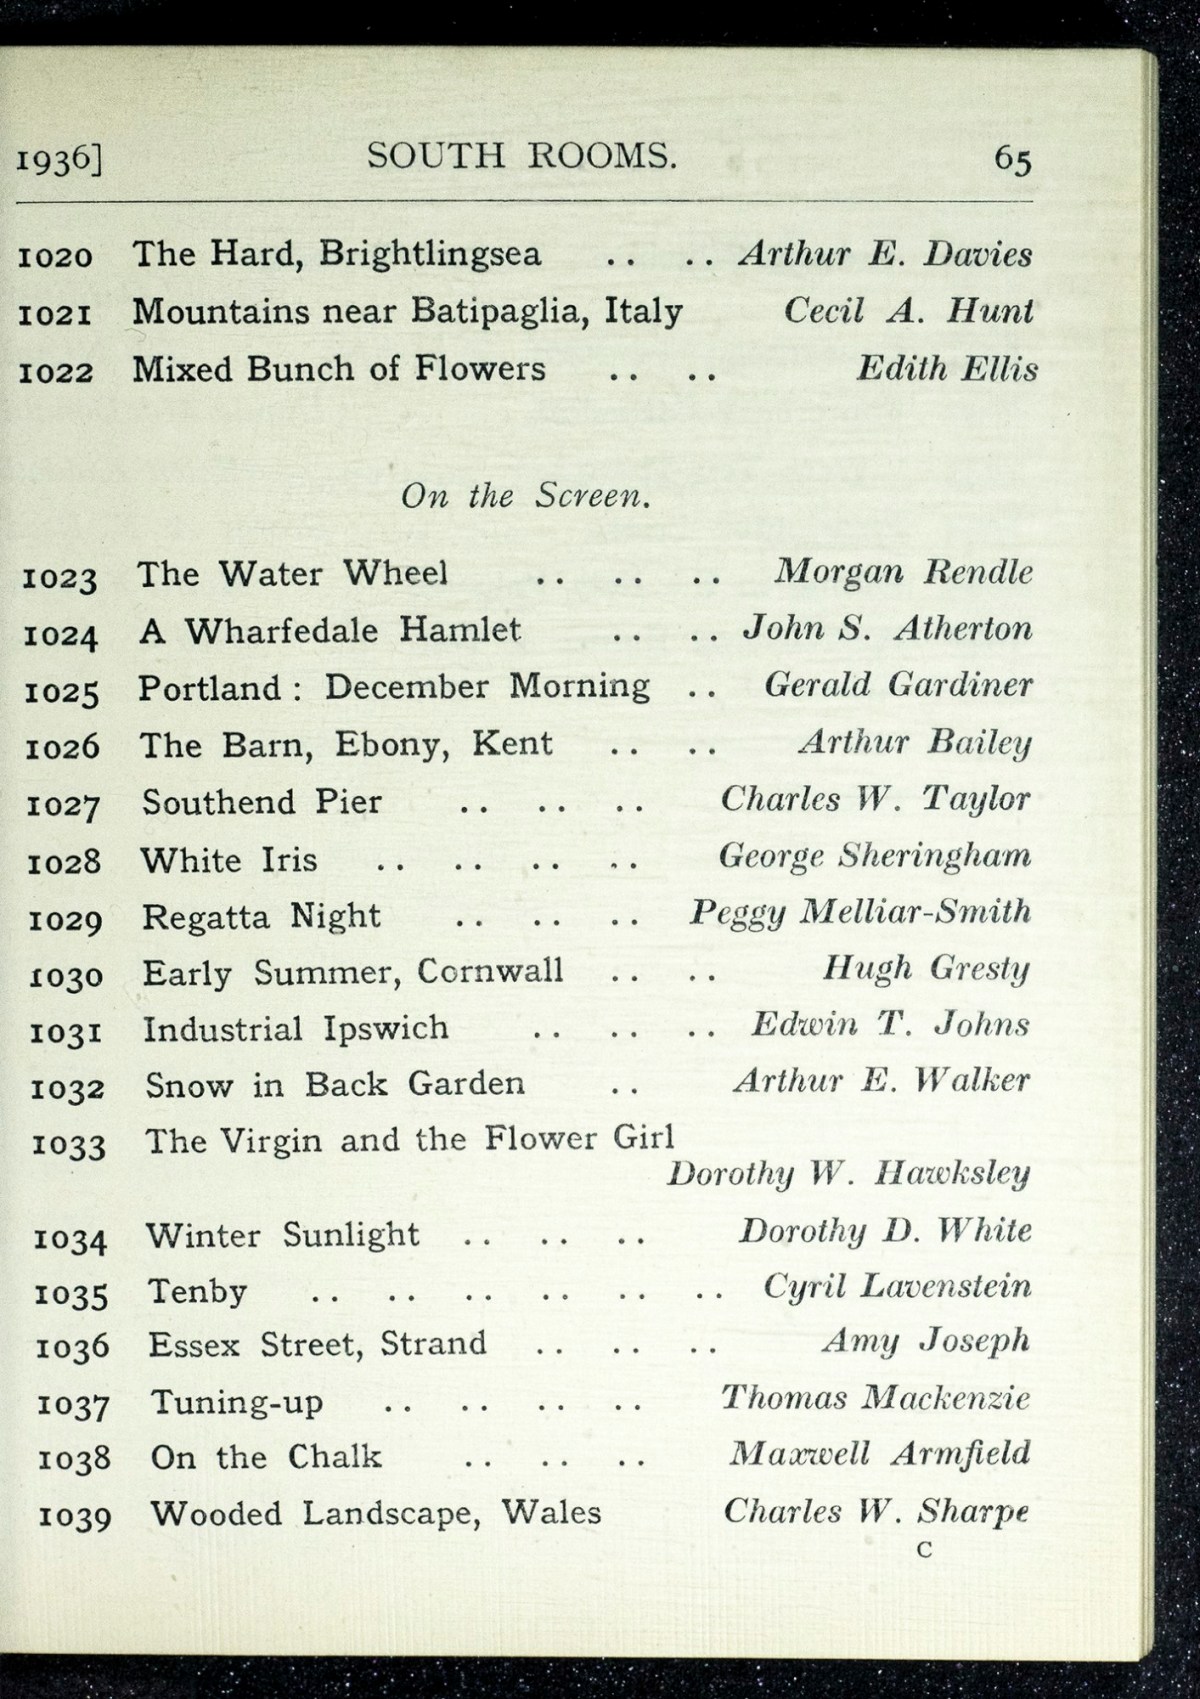 1936] SOUTH ROOMS. 65
1020 The Hard, Brightlingsea .. .. Arthur E. Davies
1021 Mountains near Batipaglia, Italy Cecil A. Hunt
1022 Mixed Bunch of Flowers .. .. Edith Ellis
On the Screen.
1023 The Water Wheel .. .. .. Morgan Rendle
1024 A Wharfedale Hamlet .. .. John S. Atherton
1025 Portland : December Morning .. Gerald Gardiner
1026 The Barn, Ebony, Kent .. .. Arthur Bailey
1027 Southend Pier .. .. .. Charles W. Taylor
1028 White Iris .. .. .. .. George Sheringham
1029 Regatta Night .. .. .. Peggy Melliar-Smith
1030 Early Summer, Cornwall .. .. Hugh Gresty
1031 Industrial Ipswich .. .. .. Edwin T. Johns
1032 Snow in Back Garden .. Arthur E. Walker
1033 The Virgin and the Flower Girl
Dorothy W. Hawksley
1034 Winter Sunlight .. .. .. Dorothy D. White
1035 Tenby .. .. .. .. .. .. Cyril Lavenstein
1036 Essex Street, Strand .. .. .. Amy Joseph
1037 Tuning-up .. .. .. .. Thomas Mackenzie
1038 On the Chalk .. .. .. Maxwell Armfield
1039 Wooded Landscape, Wales Charles W. Sharpe
C